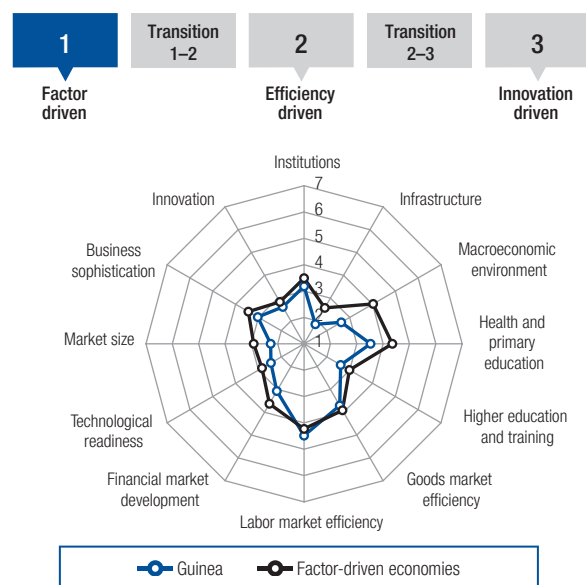 1
Transition
1–2
2
Transition
2–3
3
Factor
driven
Efficiency
driven
Innovation
driven
Institutions
Infrastructure
Macroeconomic
environment
Health and
primary
education
Higher education
and training
Goods market
efficiency
Labor market efficiency
Financial market
development
Technological
readiness
Market size
Business
sophistication
Innovation
7
6
5
4
3
2
1
Guinea
Factor-driven economies